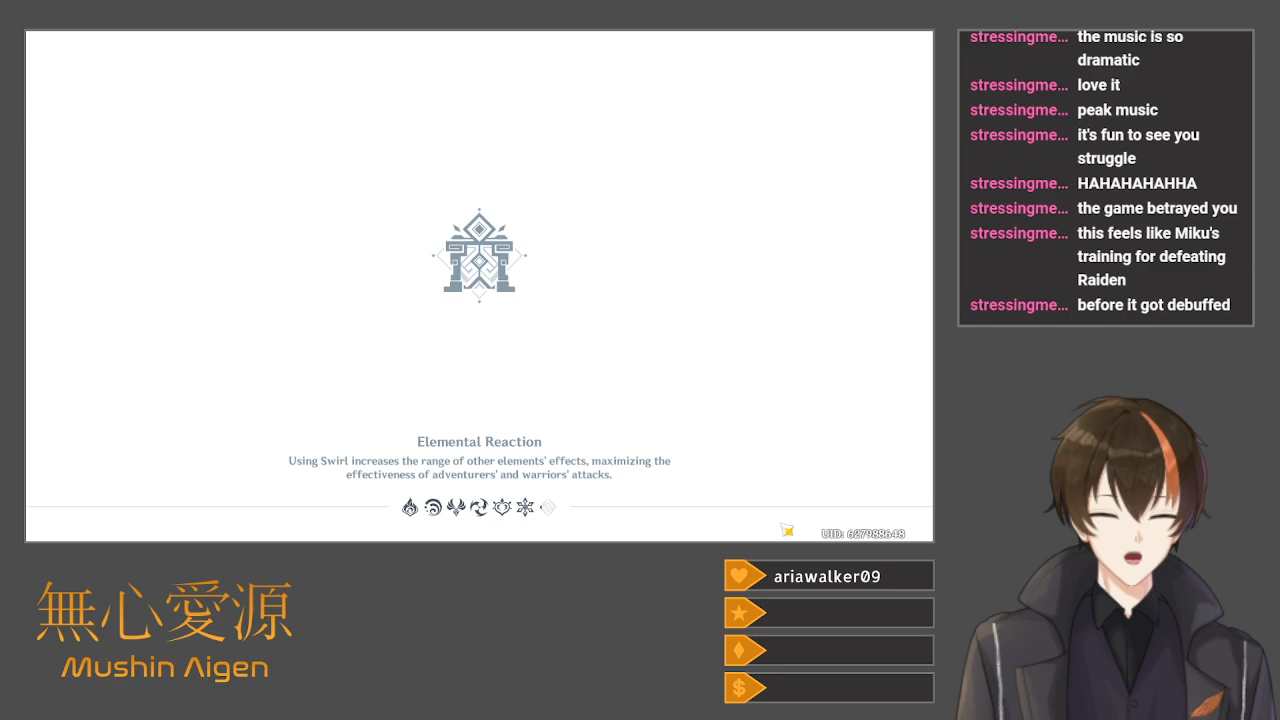 stressingme... the music is so
dramatic
stressingme... love it
stressingme... peak music
stressingme... it's fun to see you
struggle
stressingme... HAHAHAHAHHA
stressingme... the game betrayed you
stressingme... this feels like Miku's
training for defeating
Raiden
stressingme... before it got debuffed
Elemental Reaction
Using Swirl increases the range of other elements' effects, maximizing the
effectiveness of adventurers' and warriors' attacks.
UID: 627988648
ariawalker09
$
無心愛源
Mushin Aigen